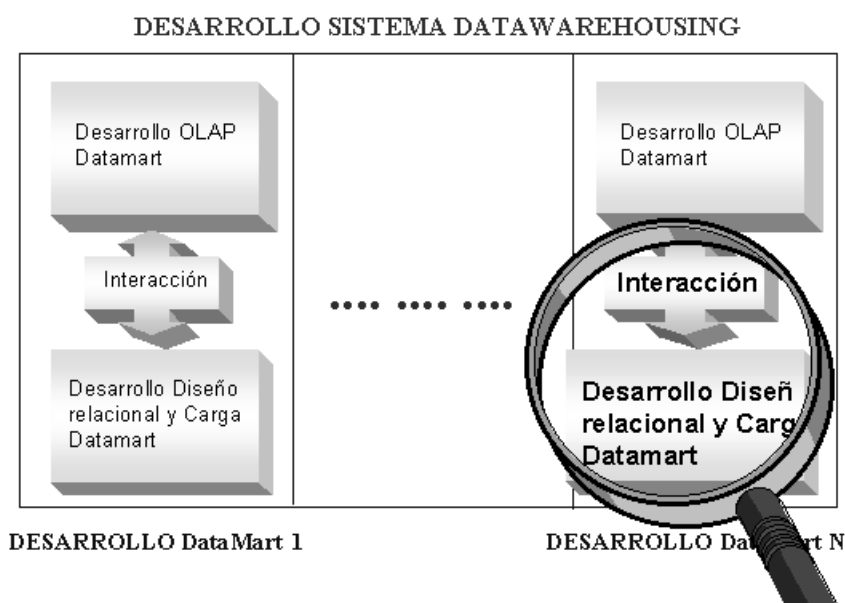 DESARROLLO SISTEMA DATAWAREHOUSING
Desarrollo OLAP
Datamart
Interacción
Desarrollo Diseño
relacional y Carga
Datamart
DESARROLLO DataMart 1
.... .... ....
Desarrollo OLAP
Datamart
Interacción
Desarrollo Diseñ
relacional y Carg
Datamart
DESARROLLO Da rt N